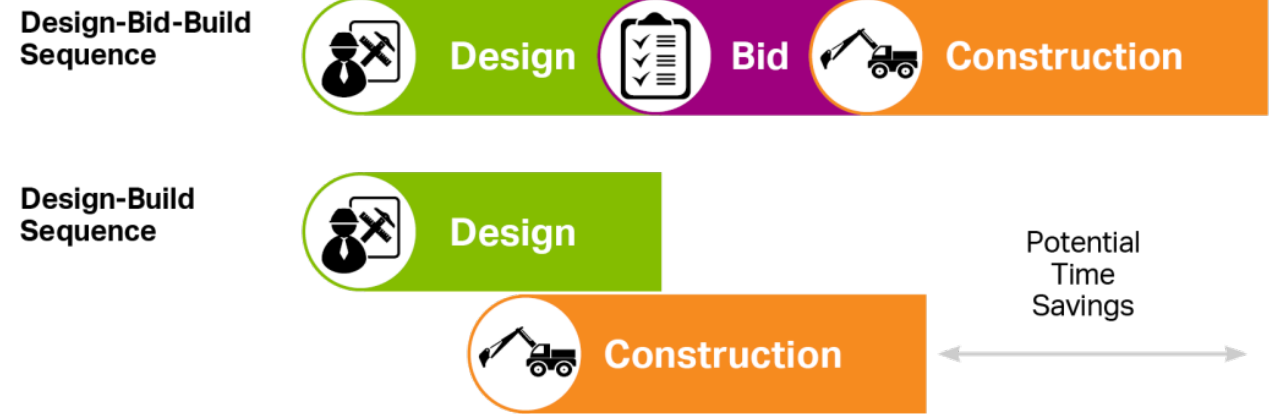 Design-Bid-Build
Sequence
Design
Bid
Construction
Design-Build
Sequence
Design
Construction
Potential
Time
Savings